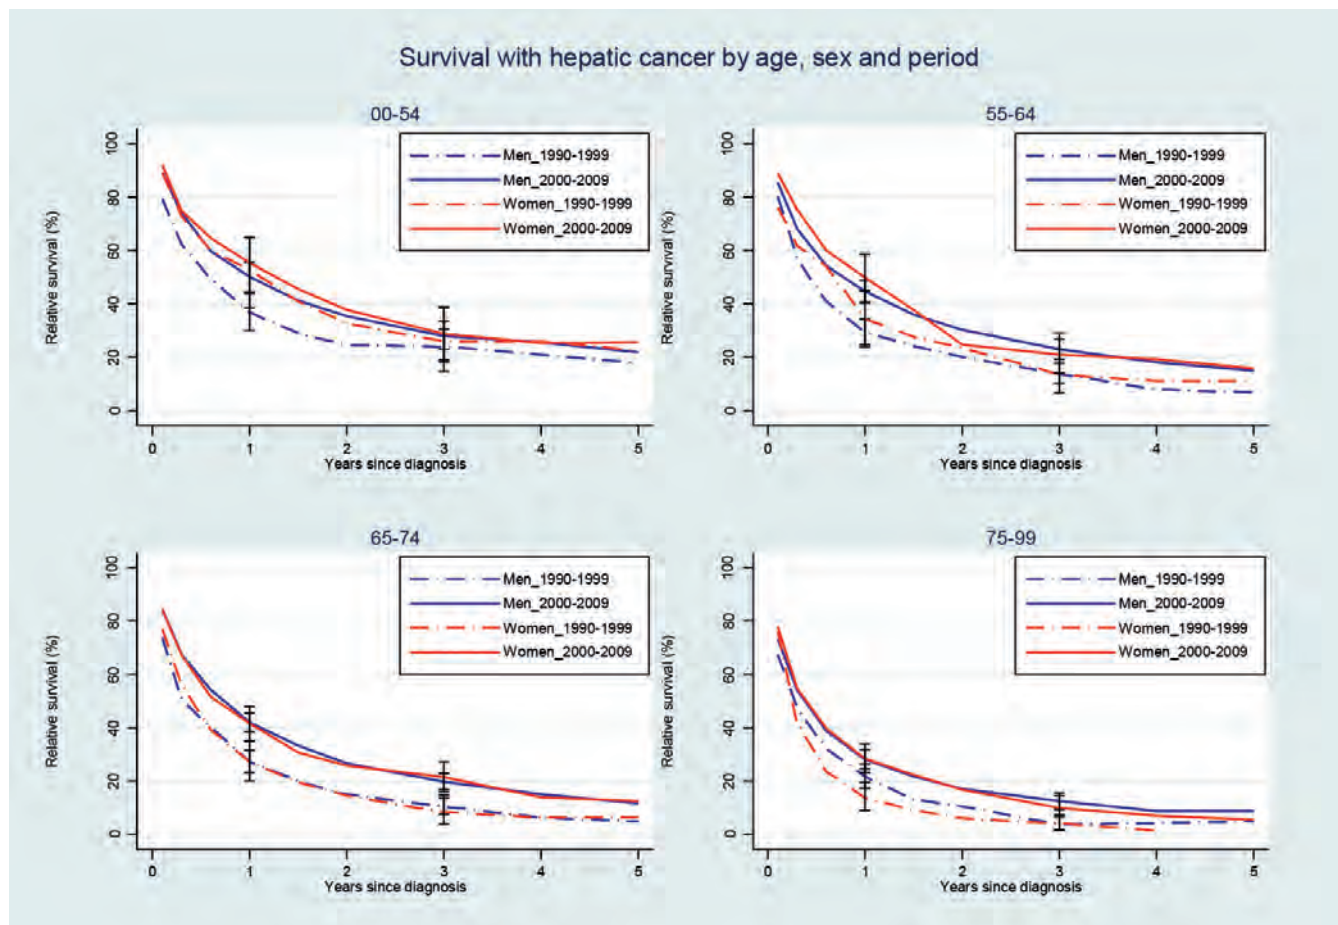 Survival with hepatic cancer by age, sex and period
00-54
Relative survival (%)
100
80
60
40
20
0
Men_1990-1999
Men_2000-2009
Women_1990-1999
Women_2000-2009
0 1 2 3 4 5
Years since diagnosis
55-64
Relative survival (%)
100
80
60
40
20
0
Men_1990-1999
Men_2000-2009
Women_1990-1999
Women_2000-2009
0 1 2 3 4 5
Years since diagnosis
65-74
Relative survival (%)
100
80
60
40
20
0
Men_1990-1999
Men_2000-2009
Women_1990-1999
Women_2000-2009
0 1 2 3 4 5
Years since diagnosis
75-99
Relative survival (%)
100
80
60
40
20
0
Men_1990-1999
Men_2000-2009
Women_1990-1999
Women_2000-2009
0 1 2 3 4 5
Years since diagnosis